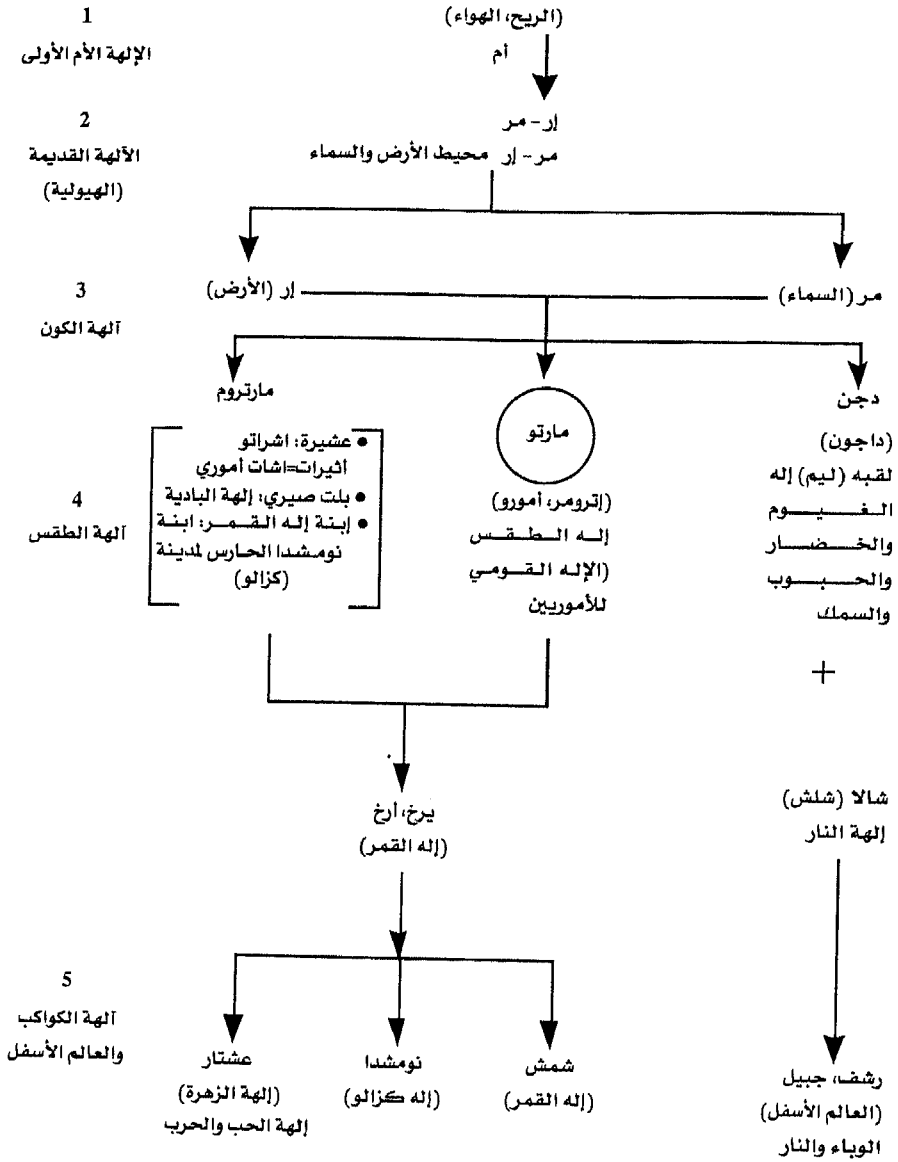 1
الإلهة الأم الأولى
(الريح، الهواء)
أم
2
الآلهة القديمة
(الهيولية)
إر - مر
مر - إر محيط الأرض والسماء
3
آلهة الكون
مر (السماء)
إر (الأرض)
4
آلهة الطقس
دجن
(داجون)
لقبه (ليم) إله
الغيوم
والخضار
والحبوب
والسمك
+
شالا (شلش)
إلهة النار
مارتو
(إترومر، أمورو)
إله الطقس
(الإله القومي
للأموريين
مارتروم
● عشيرة: اشراتو
أثيرات=اشات أموري
● بلت صيري: إلهة البادية
● إبنة إله القمر: ابنة
نومشدا الحارس لمدينة
(كزالو)
يرخ، أرخ
(إله القمر)
5
آلهة الكواكب
والعالم الأسفل
رشف، جبيل
(العالم الأسفل)
الوباء والنار
شمش
(إله القمر)
نومشدا
(إله كزالو)
عشتار
(إلهة الزهرة)
إلهة الحب والحرب